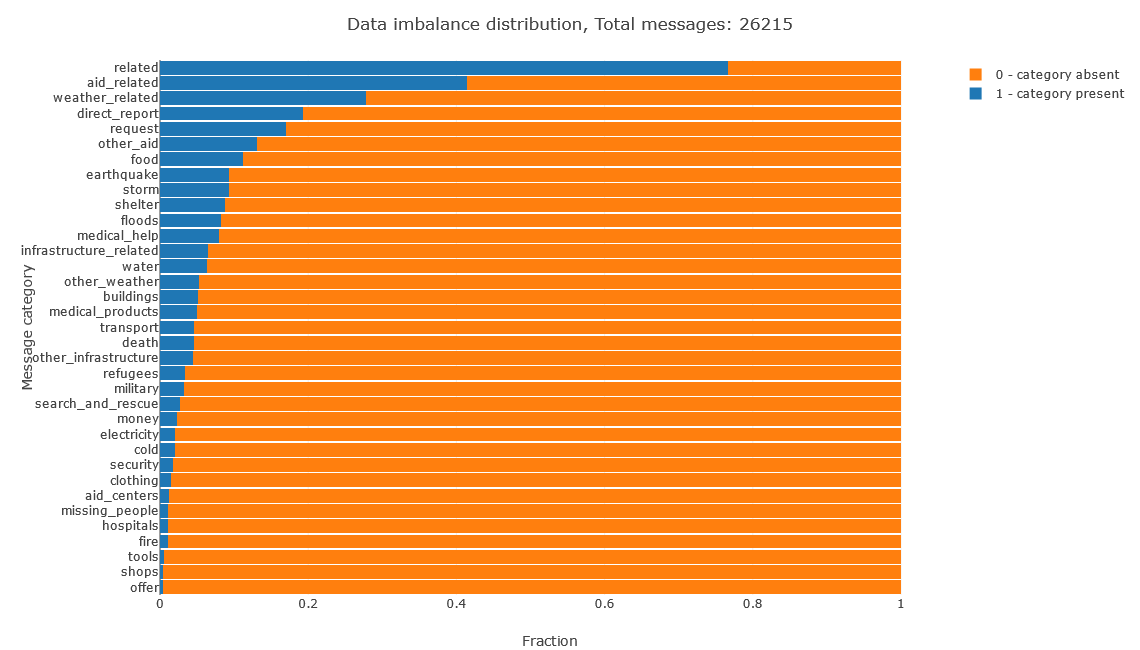 Data imbalance distribution, Total messages: 26215
0 - category absent
1 - category present
Message category
related
aid_related
weather_related
direct_report
request
other_aid
food
earthquake
storm
shelter
floods
medical_help
infrastructure_related
water
other_weather
buildings
medical_products
transport
death
other_infrastructure
refugees
military
search_and_rescue
money
electricity
cold
security
clothing
aid_centers
missing_people
hospitals
fire
tools
shops
offer
0 0.2 0.4 0.6 0.8 1
Fraction